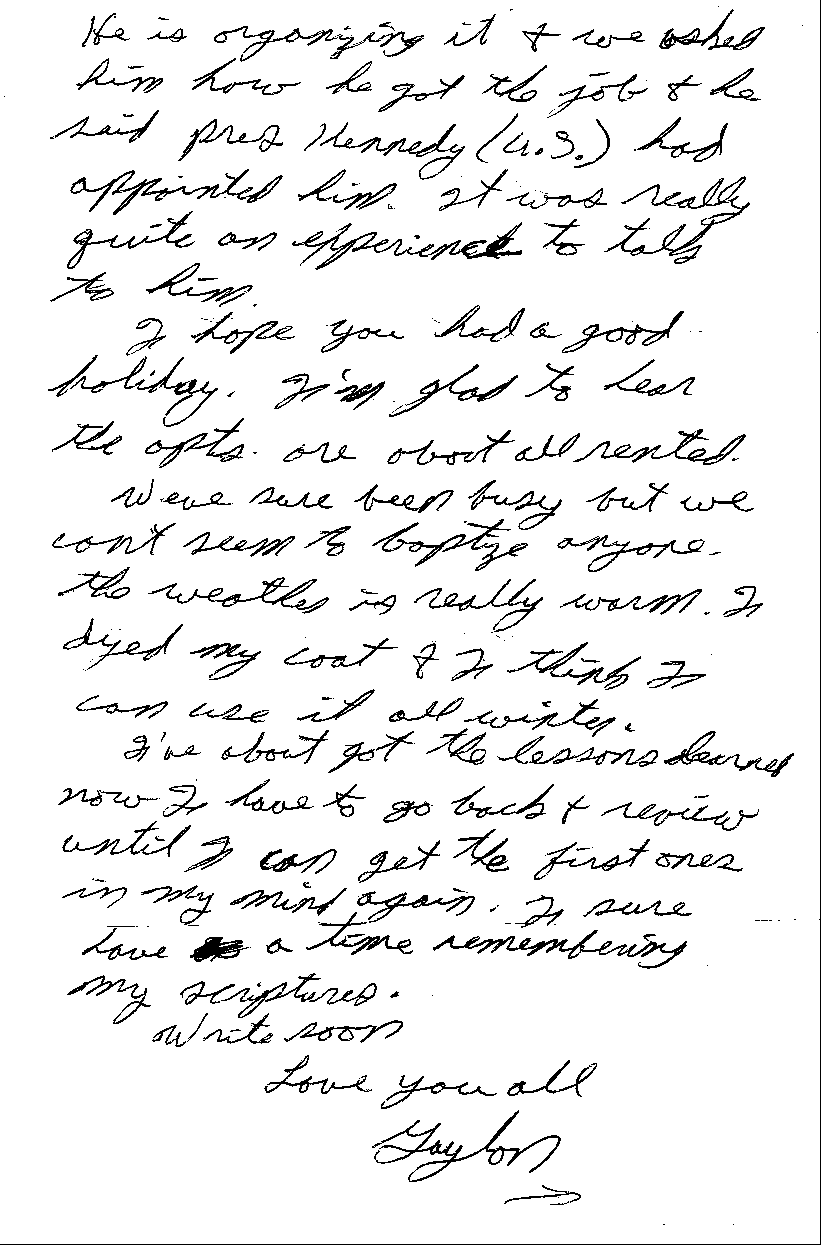 He is organizing it & we asked
him how he got the job & he
said pres Kennedy (U.S.) had
appointed him. It was really
quite an experience to talk
to him.
I hope you had a good
holiday. I'm glad to hear
the apts. are about all rented.
Weve sure been busy but we
can't seem to baptize anyone.
The weather is really warm. I
dyed my coat & I think I
can use it all winter.
I've about got the lessons learned
now I have to go back & review
until I can get the first ones
in my mind again. I sure
have a time remembering
my scriptures.
Write soon
Love you all
Gaylon
→